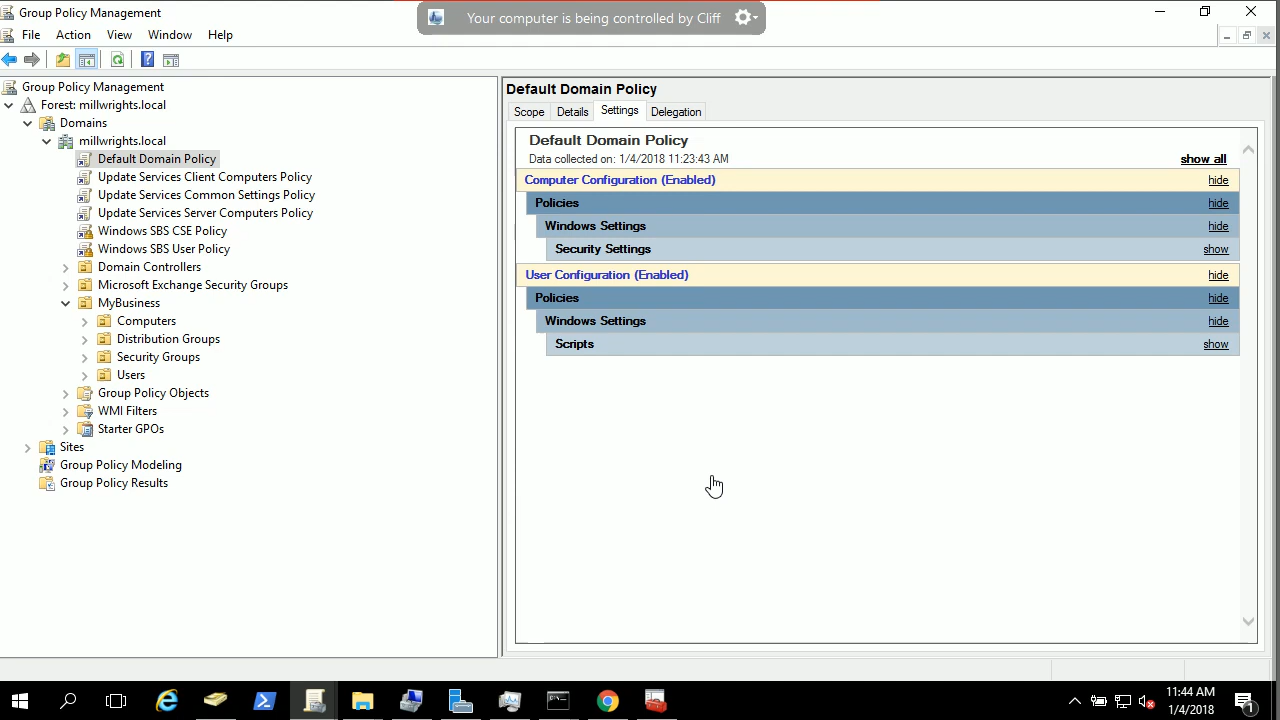 Group Policy Management
Your computer is being controlled by Cliff
File Action View Window Help
Group Policy Management
Forest: millwrights.local
Domains
millwrights.local
Default Domain Policy
Update Services Client Computers Policy
Update Services Common Settings Policy
Update Services Server Computers Policy
Windows SBS CSE Policy
Windows SBS User Policy
Domain Controllers
Microsoft Exchange Security Groups
MyBusiness
Computers
Distribution Groups
Security Groups
Users
Group Policy Objects
WMI Filters
Starter GPOs
Sites
Group Policy Modeling
Group Policy Results
Default Domain Policy
Scope Details Settings Delegation
Default Domain Policy
Data collected on: 1/4/2018 11:23:43 AM show all
Computer Configuration (Enabled) hide
Policies hide
Windows Settings hide
Security Settings show
User Configuration (Enabled) hide
Policies hide
Windows Settings hide
Scripts show
11:44 AM
1/4/2018
1